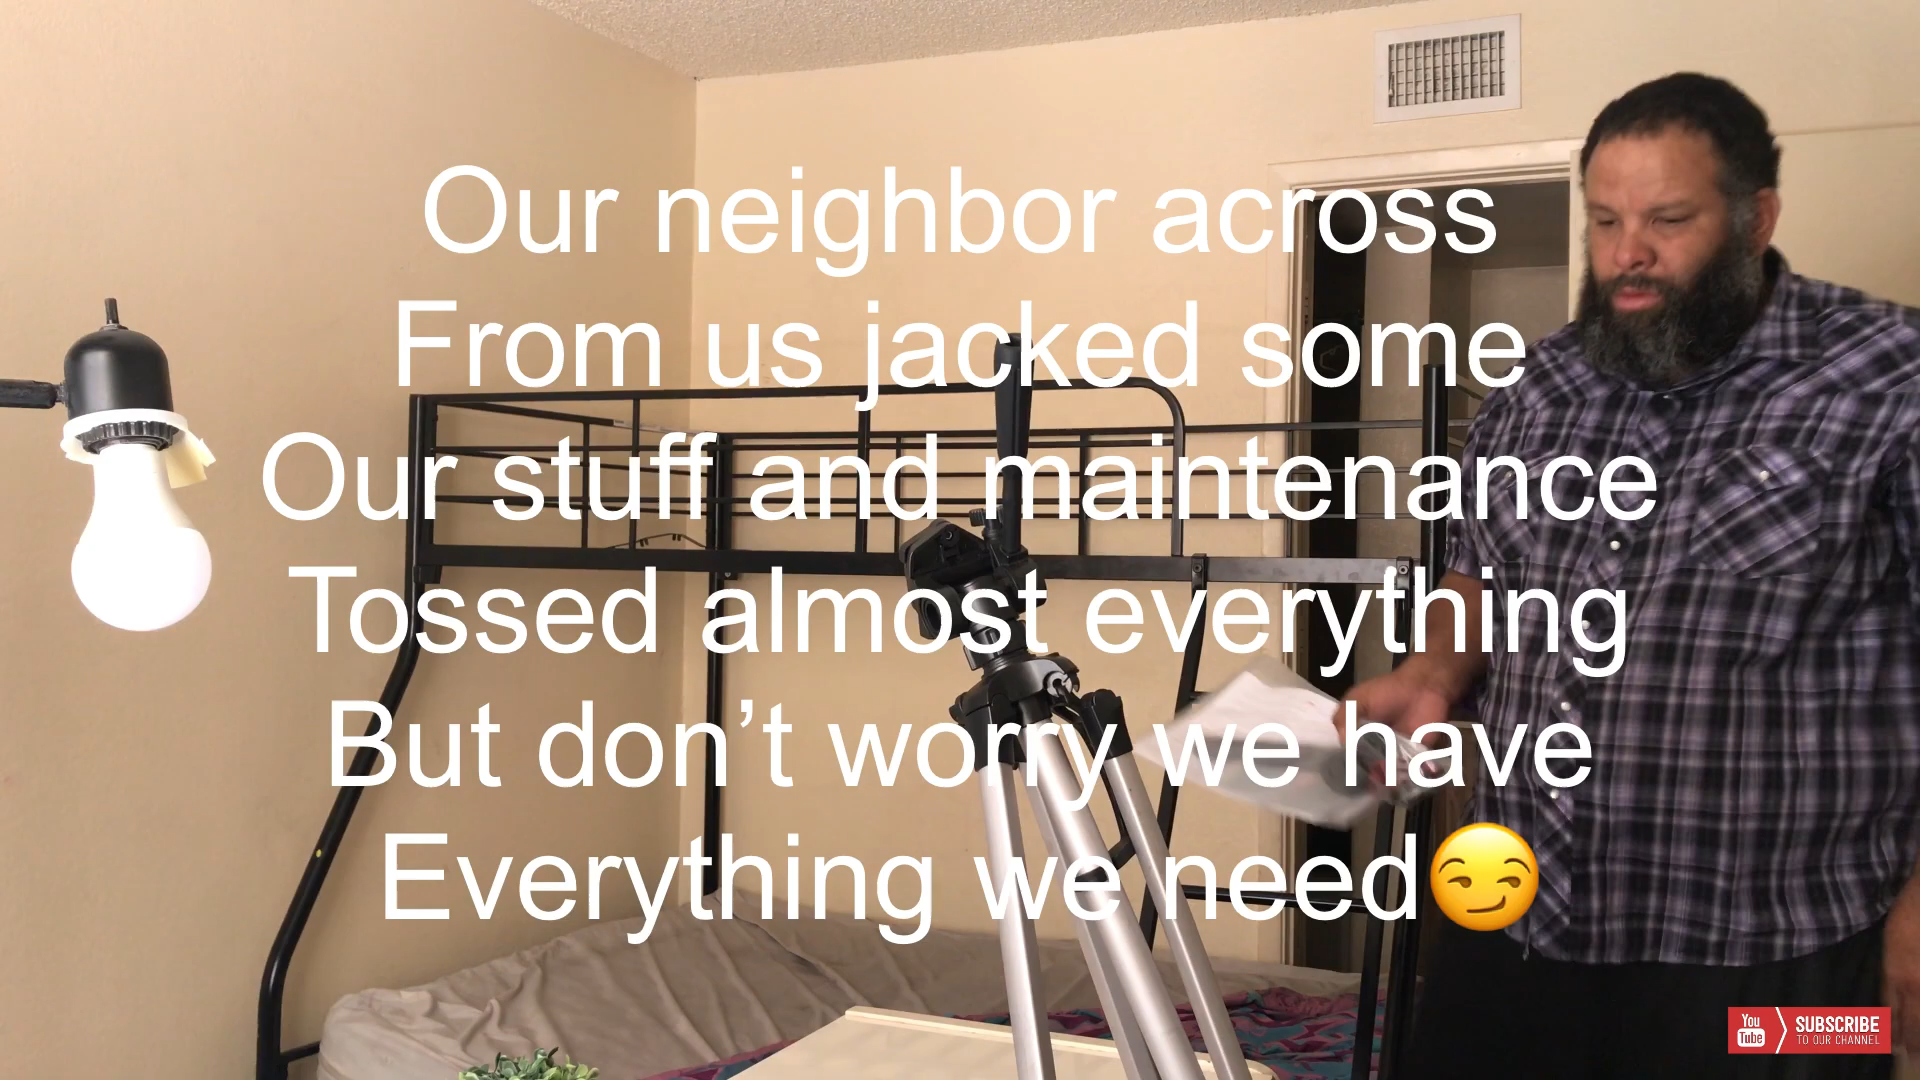 Our neighbor across
From us jacked some
Our stuff and maintenance
Tossed almost everything
But don’t worry we have
Everything we need😏
You Tube
SUBSCRIBE
TO OUR CHANNEL